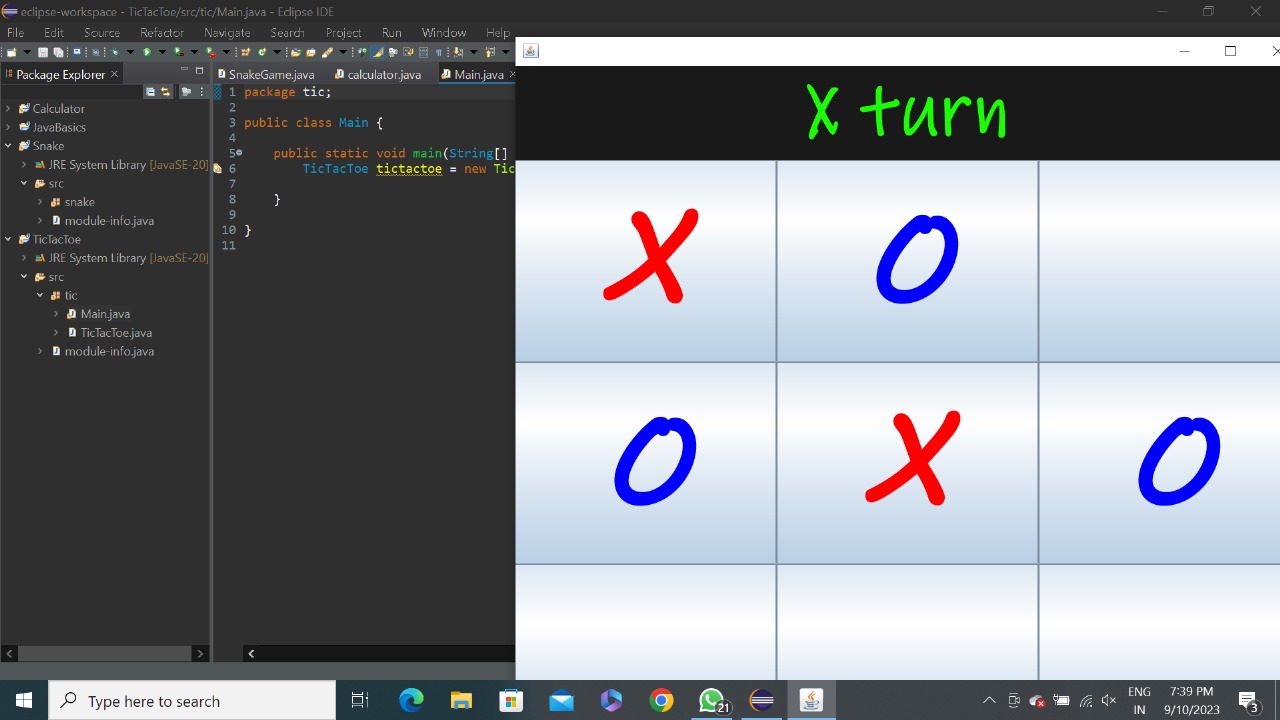 eclipse-workspace - TicTacToe/src/tic/Main.java - Eclipse IDE
File Edit Source Refactor Navigate Search Project Run Window Help
Package Explorer
SnakeGame.java calculator.java Main.java
Calculator
JavaBasics
Snake
JRE System Library [JavaSE-20]
src
snake
module-info.java
TicTacToe
JRE System Library [JavaSE-20]
src
tic
Main.java
TicTacToe.java
module-info.java
1 package tic;
2
3 public class Main {
4
5 public static void main(String[]
6 TicTacToe tictactoe = new Tic
7
8 }
9
10 }
11
X turn
X O
O X O
Type here to search
21
ENG
IN
7:39 PM
9/10/2023
3